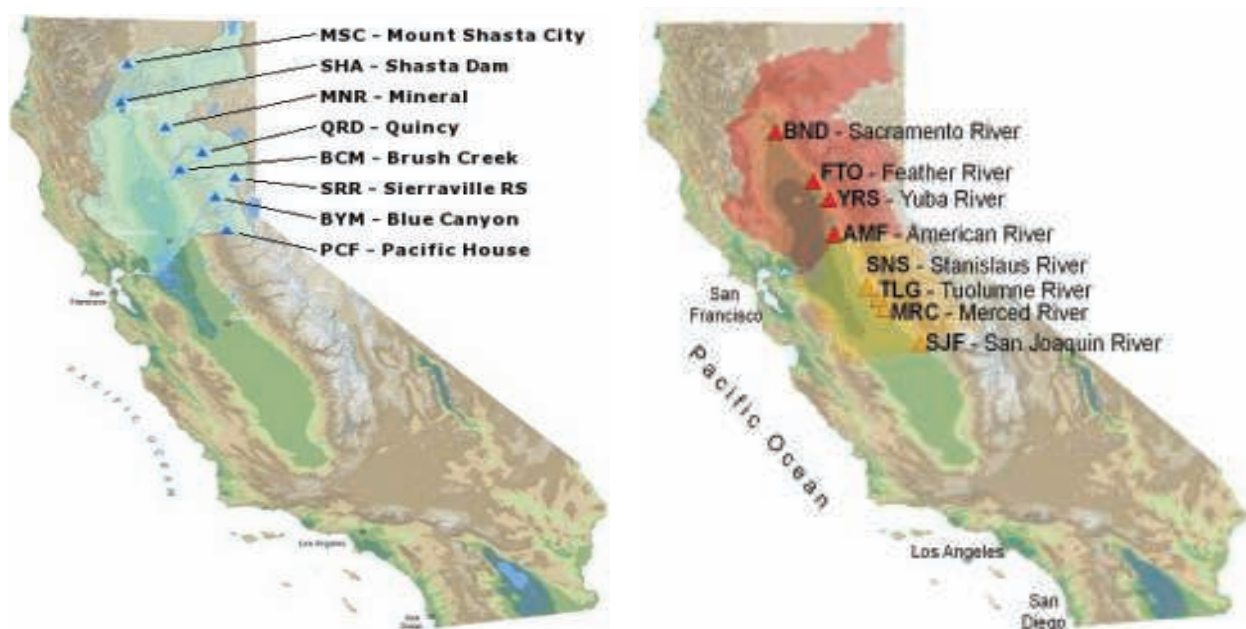 MSC - Mount Shasta City
SHA - Shasta Dam
MNR - Mineral
QRD - Quincy
BCM - Brush Creek
SRR - Sierraville RS
BYM - Blue Canyon
PCF - Pacific House
San
Francisco
PACIFIC OCEAN
Los Angeles
San
Diego
BND - Sacramento River
FTO - Feather River
YRS - Yuba River
AMF - American River
SNS - Stanislaus River
TLG - Tuolumne River
MRC - Merced River
SJF - San Joaquin River
San
Francisco
Pacific Ocean
Los Angeles
San
Diego